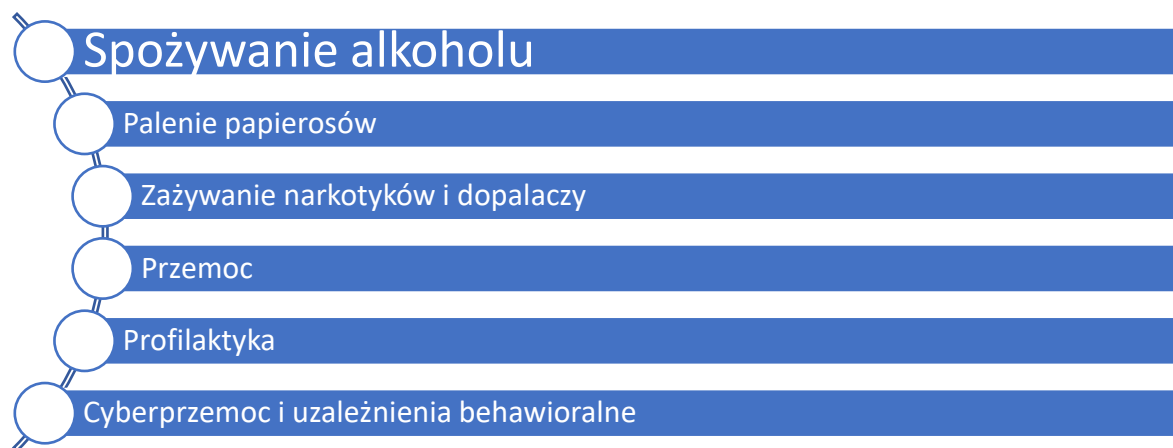 Spożywanie alkoholu
Palenie papierosów
Zażywanie narkotyków i dopalaczy
Przemoc
Profilaktyka
Cyberprzemoc i uzależnienia behawioralne